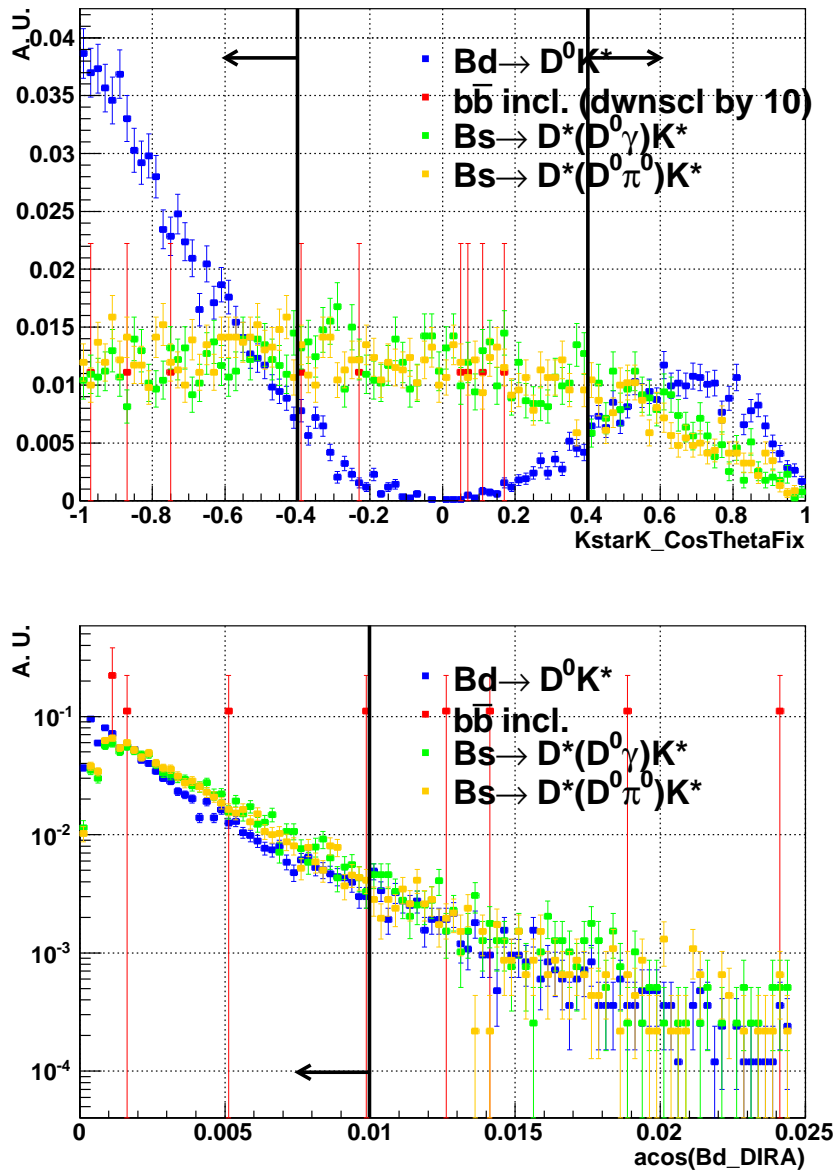 A. U.
0.04
0.035
0.03
0.025
0.02
0.015
0.01
0.005
0
Bd→ D⁰K*
bb̅ incl. (dwnscl by 10)
Bs→ D*(D⁰γ)K*
Bs→ D*(D⁰π⁰)K*
-1 -0.8 -0.6 -0.4 -0.2 0 0.2 0.4 0.6 0.8 1
KstarK_CosThetaFix
A. U.
10⁻¹
10⁻²
10⁻³
10⁻⁴
Bd→ D⁰K*
bb̅ incl.
Bs→ D*(D⁰γ)K*
Bs→ D*(D⁰π⁰)K*
0 0.005 0.01 0.015 0.02 0.025
acos(Bd_DIRA)